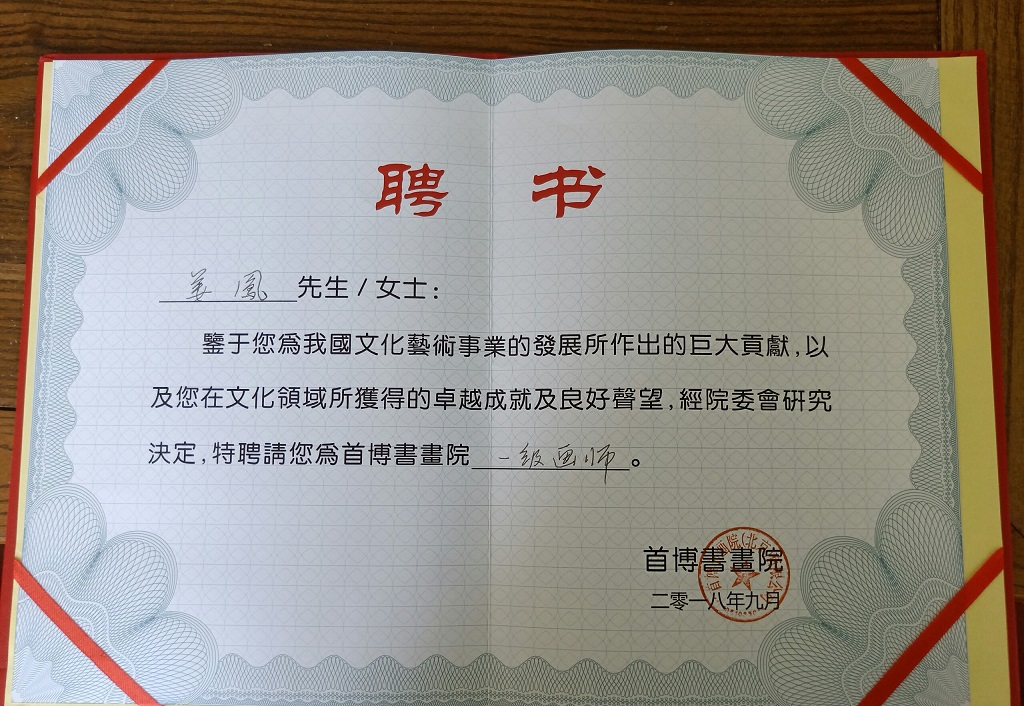 聘书
姜鳳先生/女士：
鑒于您爲我國文化藝術事業的發展所作出的巨大貢獻，以
及您在文化領域所獲得的卓越成就及良好聲望，經院委會研究
決定，特聘請您爲首博書畫院一级画师。
首博書畫院
二零一八年九月